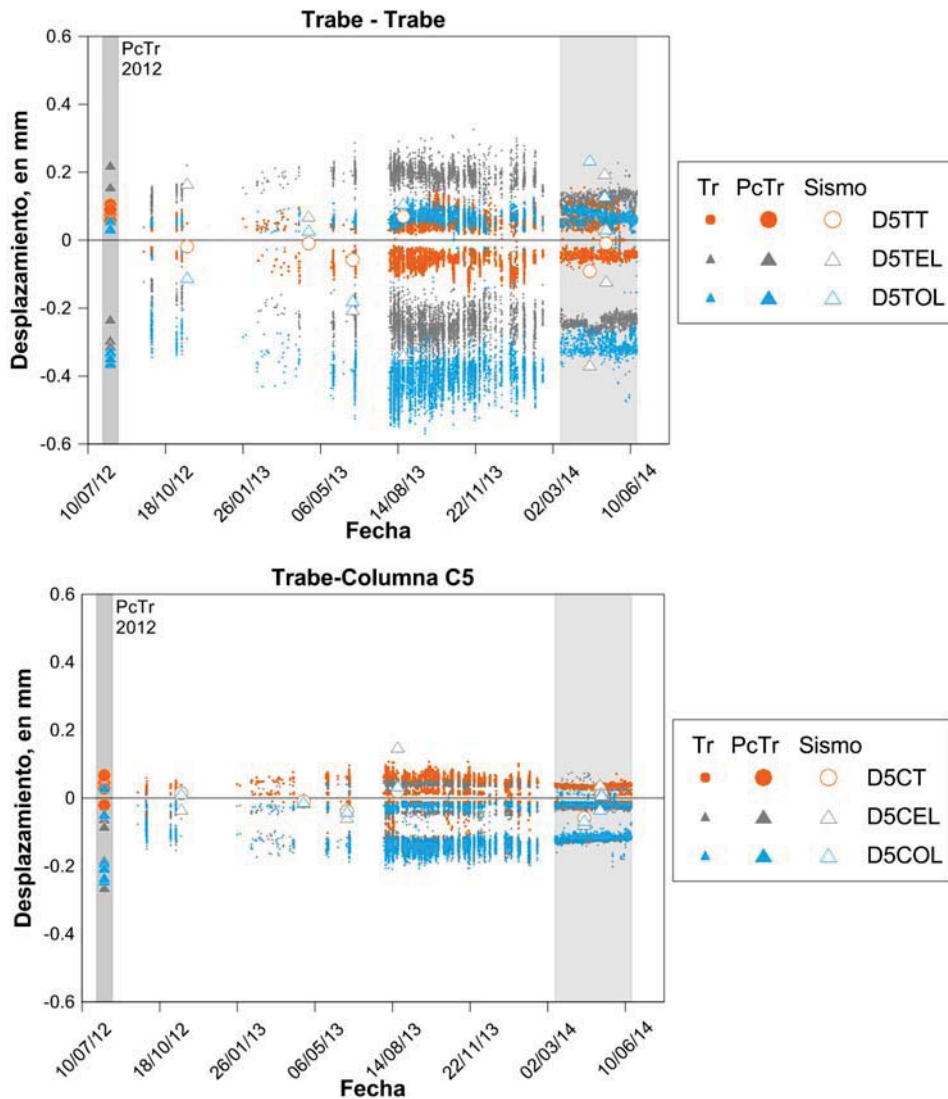 Trabe - Trabe
0.6
0.4
0.2
0
-0.2
-0.4
-0.6
Desplazamiento, en mm
PcTr
2012
10/07/12
18/10/12
26/01/13
06/05/13
14/08/13
22/11/13
02/03/14
10/06/14
Fecha
Tr PcTr Sismo
D5TT
D5TEL
D5TOL
Trabe-Columna C5
0.6
0.4
0.2
0
-0.2
-0.4
-0.6
Desplazamiento, en mm
PcTr
2012
10/07/12
18/10/12
26/01/13
06/05/13
14/08/13
22/11/13
02/03/14
10/06/14
Fecha
Tr PcTr Sismo
D5CT
D5CEL
D5COL